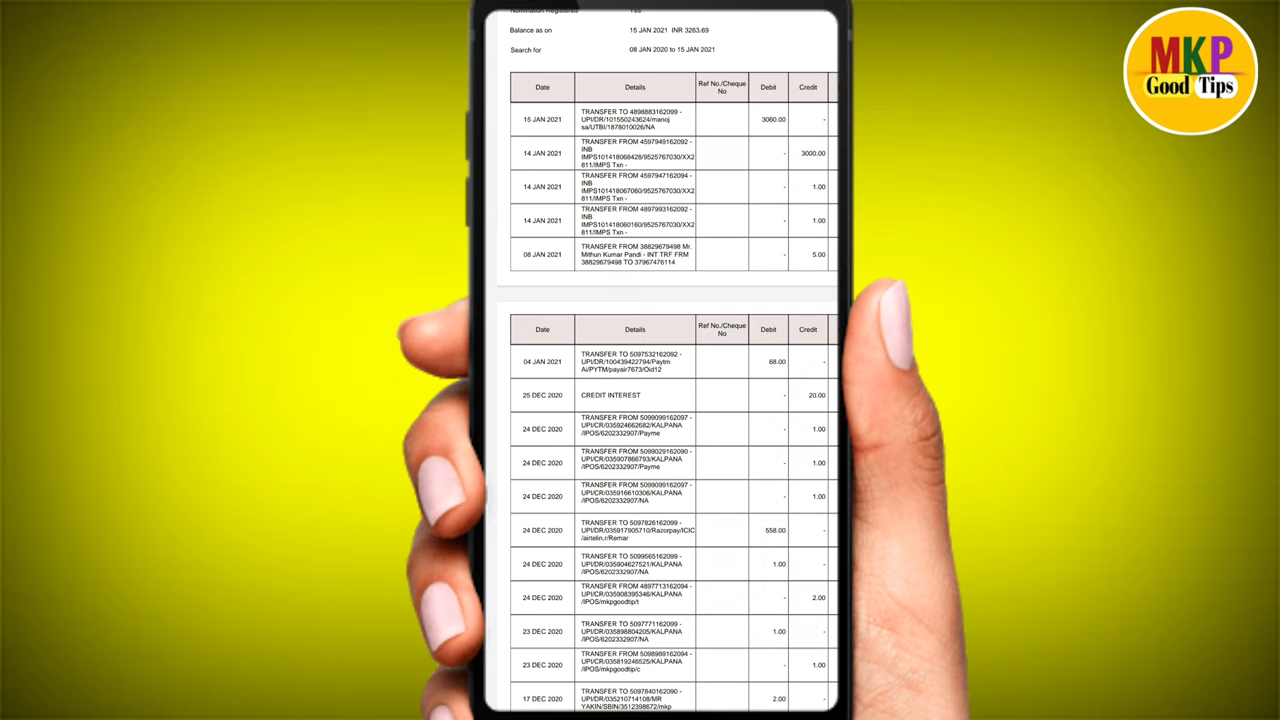 Nomination Registered Yes
Balance as on 15 JAN 2021 INR 3263.69
Search for 08 JAN 2020 to 15 JAN 2021
MKP
Good Tips
Date Details Ref No./Cheque No Debit Credit
15 JAN 2021 TRANSFER TO 4898883162099 - 3060.00 -
UPI/DR/101550243624/manoj
sa/UTBI/1878010026/NA
14 JAN 2021 TRANSFER FROM 4597949162092 - - 3000.00
INB
IMPS101418068428/9525767030/XX2
811/IMPS Txn -
14 JAN 2021 TRANSFER FROM 4597947162094 - - 1.00
INB
IMPS101418067060/9525767030/XX2
811/IMPS Txn -
14 JAN 2021 TRANSFER FROM 4897993162092 - - 1.00
INB
IMPS101418060160/9525767030/XX2
811/IMPS Txn -
08 JAN 2021 TRANSFER FROM 38829679498 Mr. - 5.00
Mithun Kumar Pandi - INT TRF FRM
38829679498 TO 37967476114
Date Details Ref No./Cheque No Debit Credit
04 JAN 2021 TRANSFER TO 5097532162092 - 68.00 -
UPI/DR/100439422794/Paytm
Ai/PYTM/payair7673/Oid12
25 DEC 2020 CREDIT INTEREST - 20.00
24 DEC 2020 TRANSFER FROM 5099099162097 - - 1.00
UPI/CR/035924662682/KALPANA
/IPOS/6202332907/Payme
24 DEC 2020 TRANSFER FROM 5099029162090 - - 1.00
UPI/CR/035907866793/KALPANA
/IPOS/6202332907/Payme
24 DEC 2020 TRANSFER FROM 5099099162097 - - 1.00
UPI/CR/035916610306/KALPANA
/IPOS/6202332907/NA
24 DEC 2020 TRANSFER TO 5097826162099 - 558.00 -
UPI/DR/035917905710/Razorpay/ICIC
/airtelin.r/Remar
24 DEC 2020 TRANSFER TO 5099565162099 - 1.00 -
UPI/DR/035904627521/KALPANA
/IPOS/6202332907/NA
24 DEC 2020 TRANSFER FROM 4897713162094 - - 2.00
UPI/CR/035908395346/KALPANA
/IPOS/mkpgoodtip/t
23 DEC 2020 TRANSFER TO 5097771162099 - 1.00 -
UPI/DR/035898804205/KALPANA
/IPOS/6202332907/NA
23 DEC 2020 TRANSFER FROM 5098989162094 - - 1.00
UPI/CR/035819246525/KALPANA
/IPOS/mkpgoodtip/c
17 DEC 2020 TRANSFER TO 5097840162090 - 2.00 -
UPI/DR/035210714108/MR
YAKIN/SBIN/3512398672/mkp